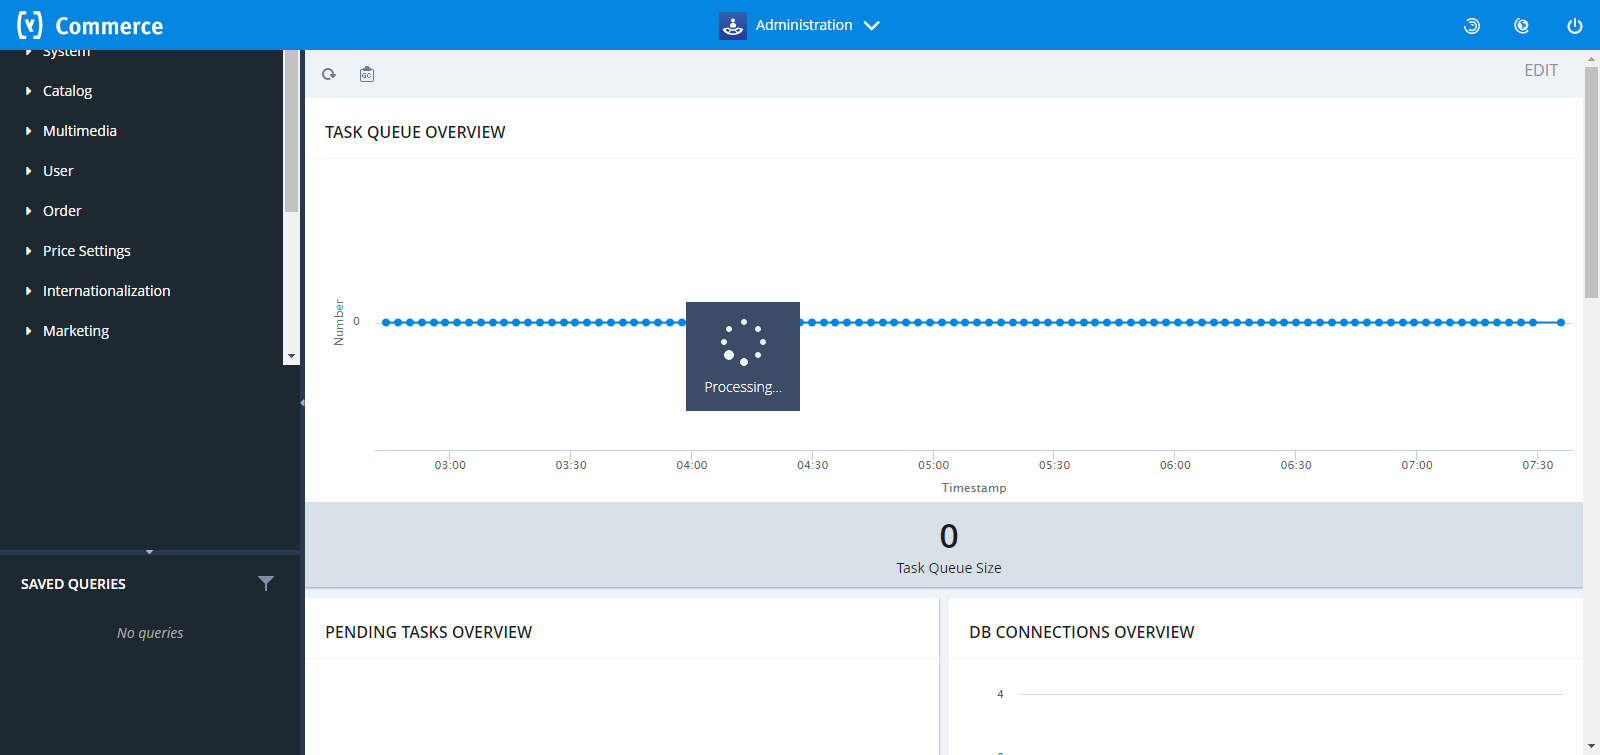 Commerce
Administration
System
Catalog
Multimedia
User
Order
Price Settings
Internationalization
Marketing
SAVED QUERIES
No queries
GC
EDIT
TASK QUEUE OVERVIEW
Number
0
Processing...
03:00 03:30 04:00 04:30 05:00 05:30 06:00 06:30 07:00 07:30
Timestamp
0
Task Queue Size
PENDING TASKS OVERVIEW
DB CONNECTIONS OVERVIEW
4